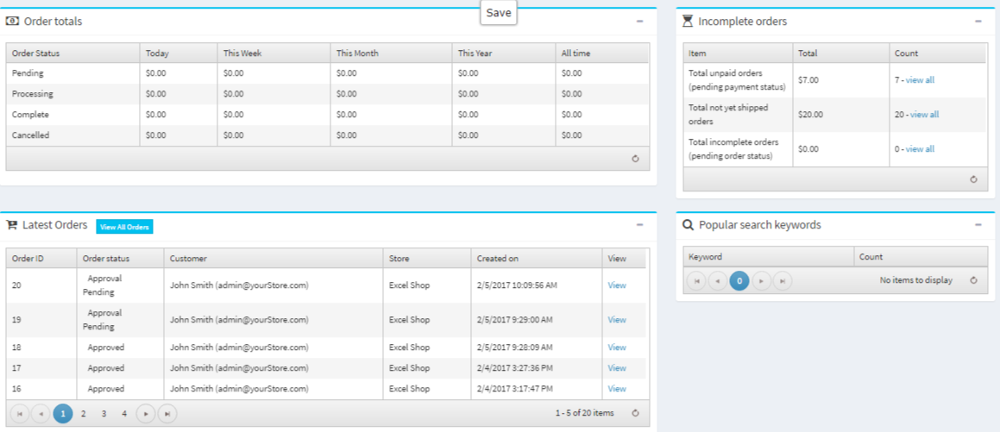 Save
Order totals
Order Status Today This Week This Month This Year All time
Pending $0.00 $0.00 $0.00 $0.00 $0.00
Processing $0.00 $0.00 $0.00 $0.00 $0.00
Complete $0.00 $0.00 $0.00 $0.00 $0.00
Cancelled $0.00 $0.00 $0.00 $0.00 $0.00
Incomplete orders
Item Total Count
Total unpaid orders
(pending payment status) $7.00 7 - view all
Total not yet shipped
orders $20.00 20 - view all
Total incomplete orders
(pending order status) $0.00 0 - view all
Latest Orders View All Orders
Order ID Order status Customer Store Created on View
20 Approval
Pending John Smith (admin@yourStore.com) Excel Shop 2/5/2017 10:09:56 AM View
19 Approval
Pending John Smith (admin@yourStore.com) Excel Shop 2/5/2017 9:29:00 AM View
18 Approved John Smith (admin@yourStore.com) Excel Shop 2/5/2017 9:28:09 AM View
17 Approved John Smith (admin@yourStore.com) Excel Shop 2/4/2017 3:27:36 PM View
16 Approved John Smith (admin@yourStore.com) Excel Shop 2/4/2017 3:17:47 PM View
1 2 3 4 1 - 5 of 20 items
Popular search keywords
Keyword Count
0 No items to display